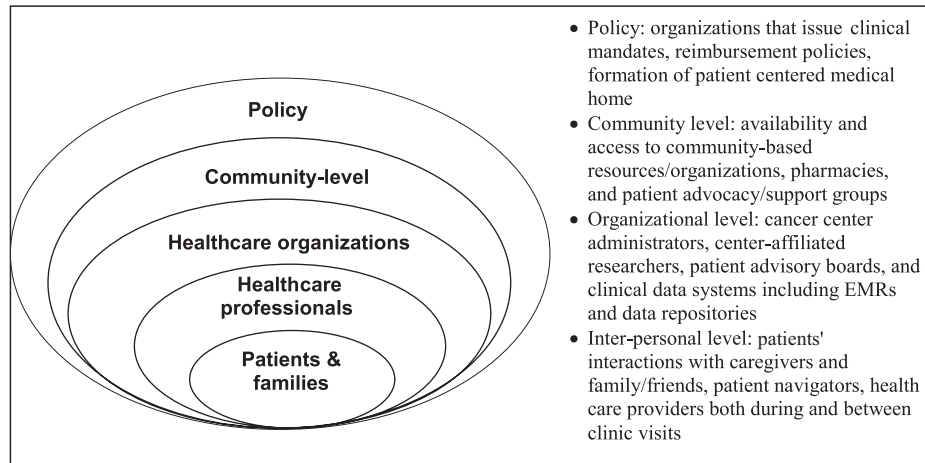 Policy
Community-level
Healthcare organizations
Healthcare
professionals
Patients &
families
• Policy: organizations that issue clinical
mandates, reimbursement policies,
formation of patient centered medical
home
• Community level: availability and
access to community-based
resources/organizations, pharmacies,
and patient advocacy/support groups
• Organizational level: cancer center
administrators, center-affiliated
researchers, patient advisory boards, and
clinical data systems including EMRs
and data repositories
• Inter-personal level: patients'
interactions with caregivers and
family/friends, patient navigators, health
care providers both during and between
clinic visits